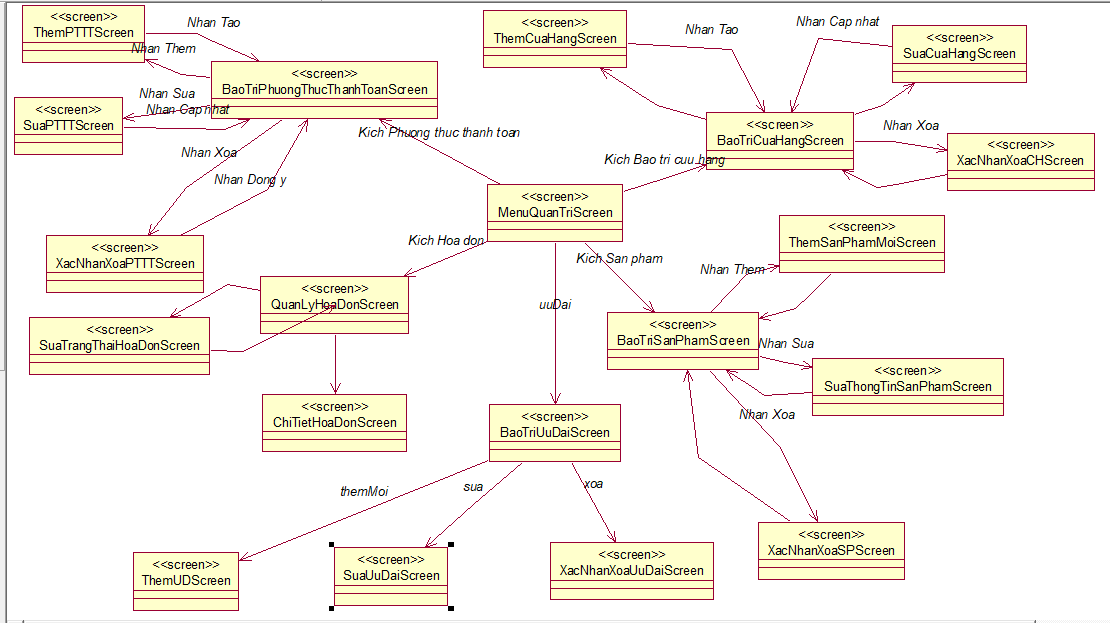 <<screen>>
ThemPTTTScreen
Nhan Tao
Nhan Them
<<screen>>
BaoTriPhuongThucThanhToanScreen
Nhan Sua
Nhan Cap nhat
<<screen>>
SuaPTTTScreen
Nhan Xoa
Nhan Dong y
<<screen>>
XacNhanXoaPTTTScreen
Kich Phuong thuc thanh toan
<<screen>>
ThemCuaHangScreen
Nhan Tao
Nhan Cap nhat
<<screen>>
SuaCuaHangScreen
<<screen>>
BaoTriCuaHangScreen
Nhan Xoa
<<screen>>
XacNhanXoaCHScreen
Kich Bao tri cuu hang
<<screen>>
MenuQuanTriScreen
Kich Hoa don
Kich San pham
uuDai
<<screen>>
QuanLyHoaDonScreen
<<screen>>
SuaTrangThaiHoaDonScreen
<<screen>>
ChiTietHoaDonScreen
<<screen>>
ThemSanPhamMoiScreen
Nhan Them
<<screen>>
BaoTriSanPhamScreen
Nhan Sua
<<screen>>
SuaThongTinSanPhamScreen
Nhan Xoa
<<screen>>
XacNhanXoaSPScreen
<<screen>>
BaoTriUuDaiScreen
themMoi
sua
xoa
<<screen>>
ThemUDScreen
<<screen>>
SuaUuDaiScreen
<<screen>>
XacNhanXoaUuDaiScreen